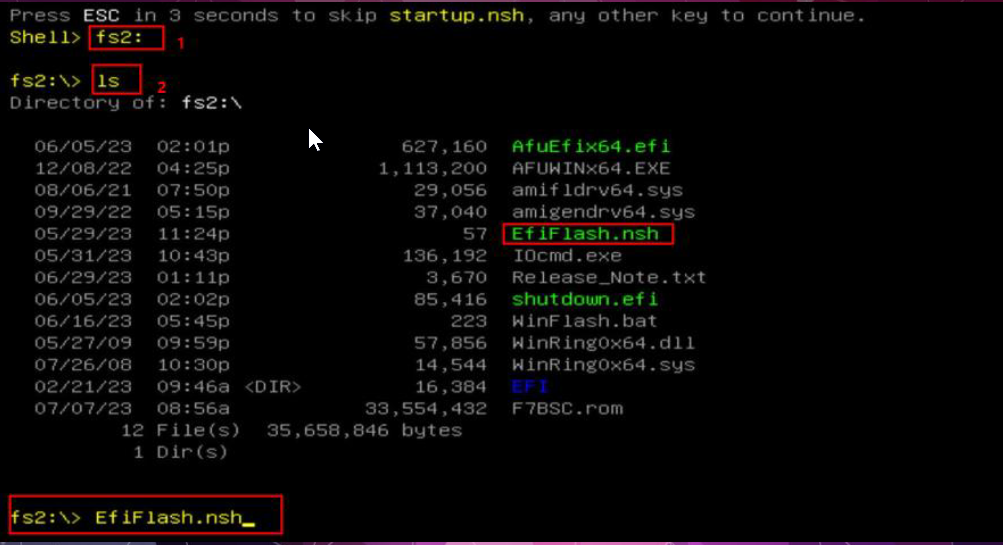 Press ESC in 3 seconds to skip startup.nsh, any other key to continue.
Shell> fs2: 1
fs2:\> ls 2
Directory of: fs2:\
06/05/23 02:01p 627,160 AfuEfix64.efi
12/08/22 04:25p 1,113,200 AFUWINx64.EXE
08/06/21 07:50p 29,056 amifldrv64.sys
09/29/22 05:15p 37,040 amigendrv64.sys
05/29/23 11:24p 57 EfiFlash.nsh
05/31/23 10:43p 136,192 IOcmd.exe
06/29/23 01:11p 3,670 Release_Note.txt
06/05/23 02:02p 85,416 shutdown.efi
06/16/23 05:45p 223 WinFlash.bat
05/27/09 09:59p 57,856 WinRing0x64.dll
07/26/08 10:30p 14,544 WinRing0x64.sys
02/21/23 09:46a <DIR> 16,384 EFI
07/07/23 08:56a 33,554,432 F7BSC.rom
12 File(s) 35,658,846 bytes
1 Dir(s)
fs2:\> EfiFlash.nsh_